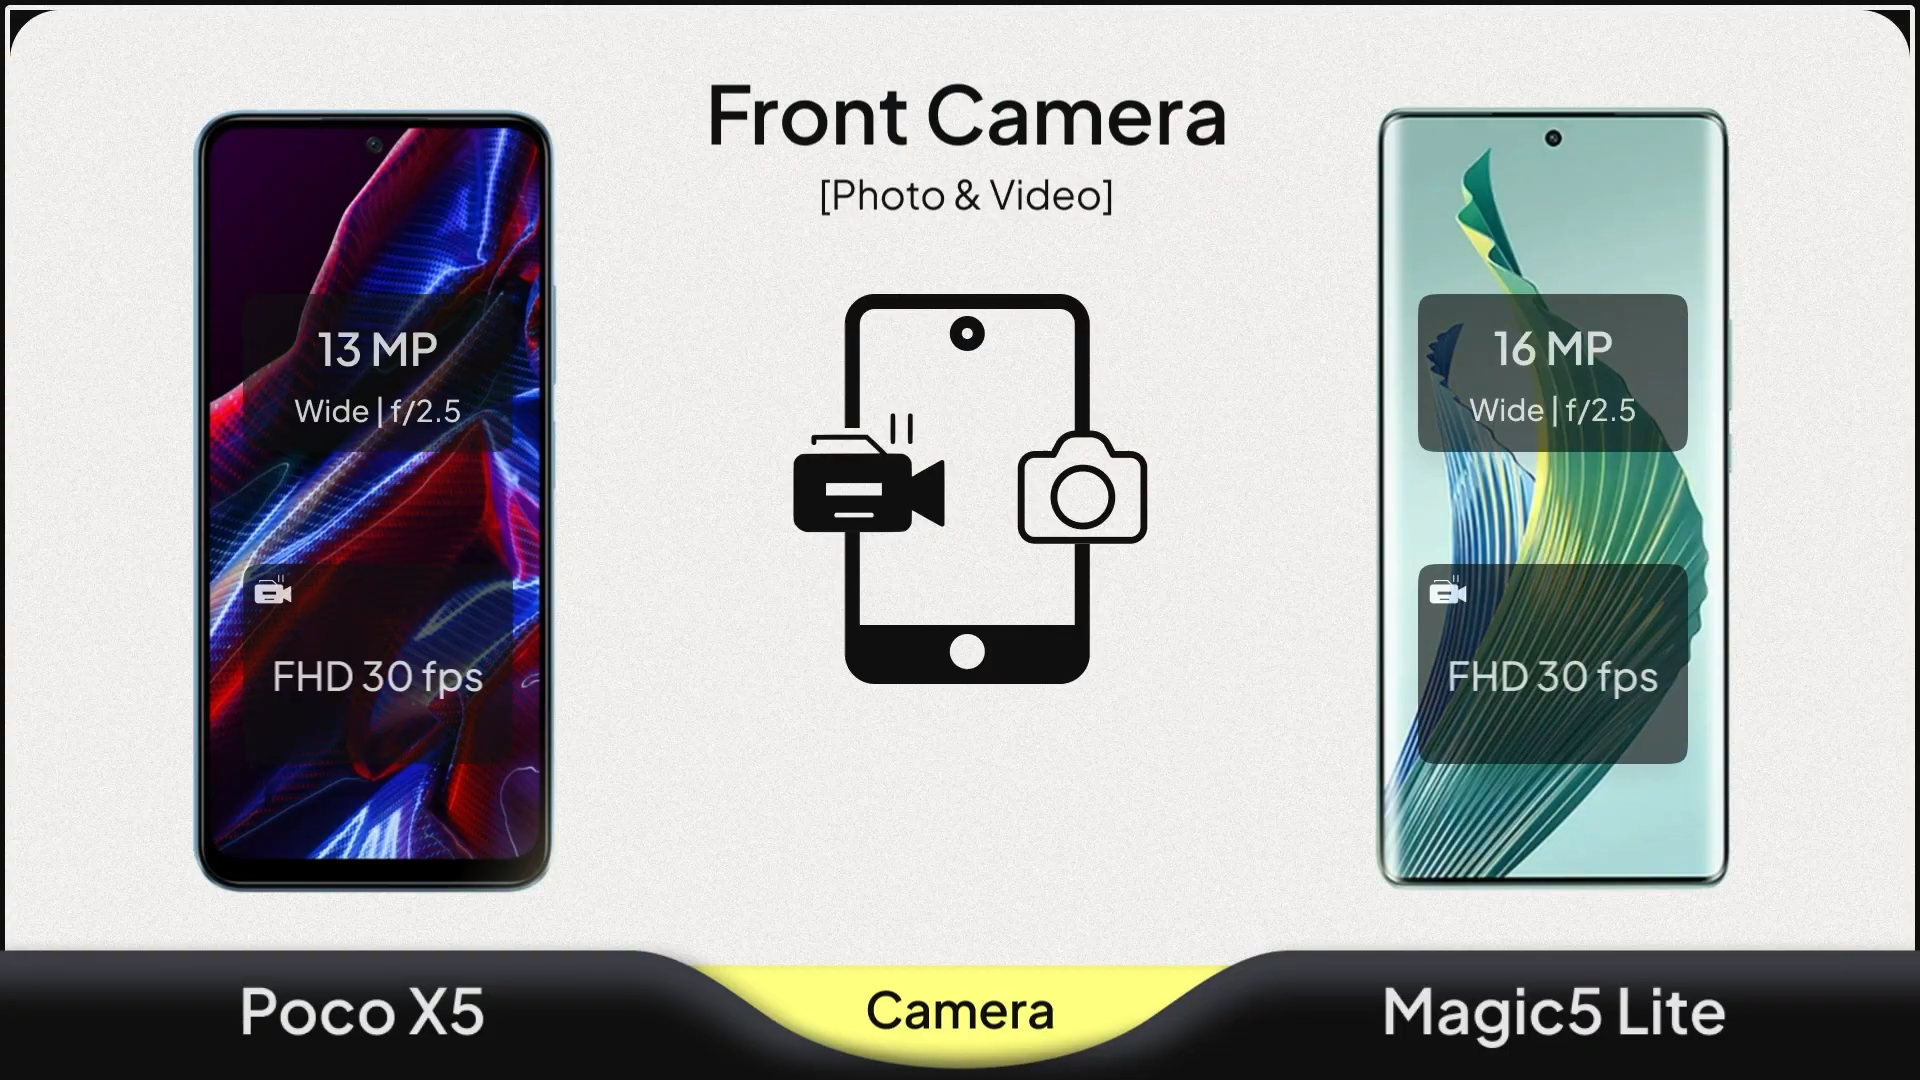 Front Camera
[Photo & Video]
13 MP
Wide | f/2.5
FHD 30 fps
16 MP
Wide | f/2.5
FHD 30 fps
Poco X5
Camera
Magic5 Lite